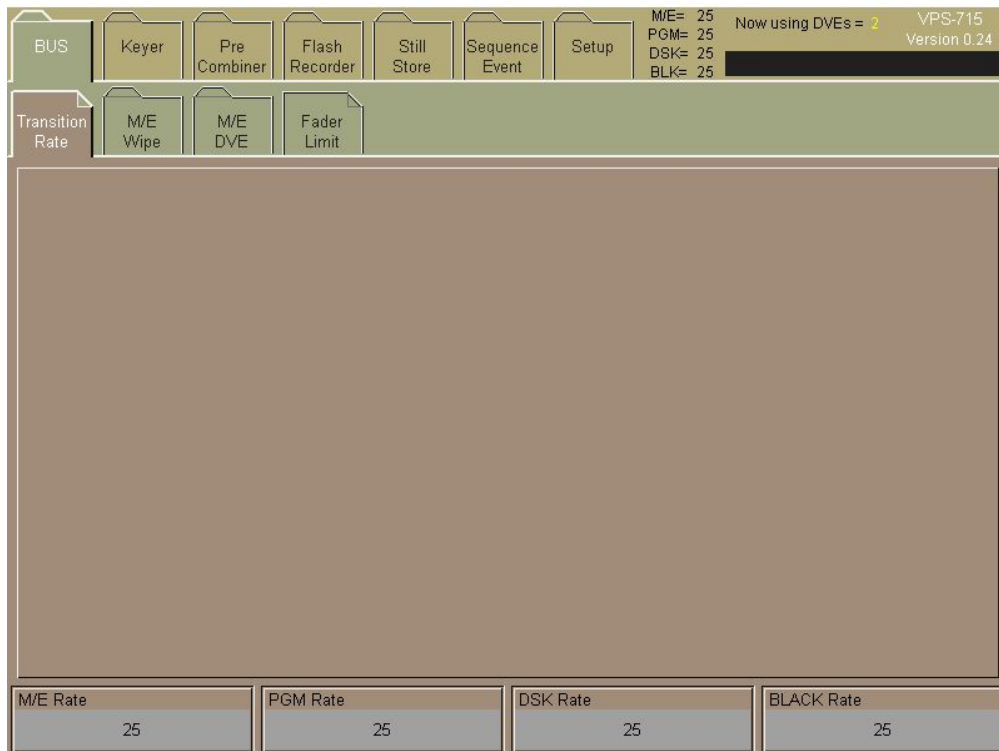 BUS
Keyer
Pre
Combiner
Flash
Recorder
Still
Store
Sequence
Event
Setup
M/E= 25
PGM= 25
DSK= 25
BLK= 25
Now using DVEs = 2
VPS-715
Version 0.24
Transition
Rate
M/E
Wipe
M/E
DVE
Fader
Limit
M/E Rate
25
PGM Rate
25
DSK Rate
25
BLACK Rate
25